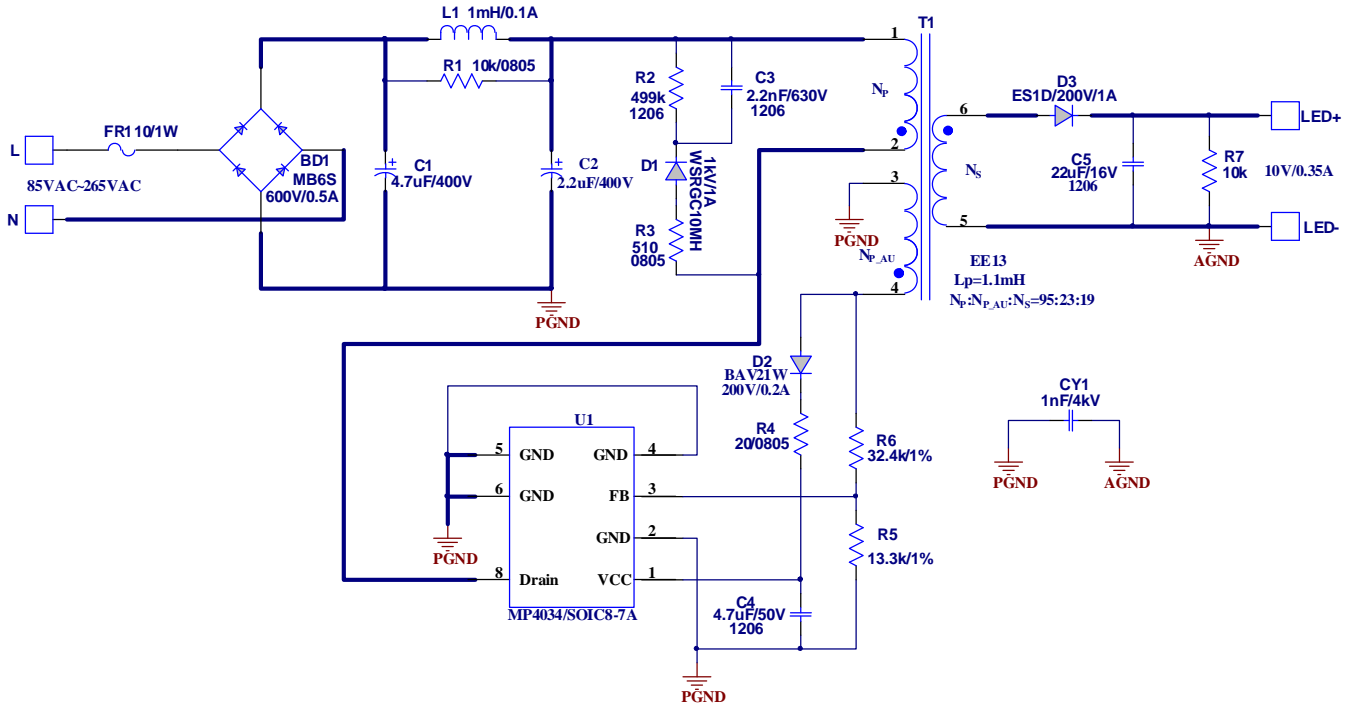 L1 1mH/0.1A
T1
1
R1 10k/0805
R2
499k
1206
C3
2.2nF/630V
1206
NP
D3
ES1D/200V/1A
6
LED+
FR1 10/1W
L
BD1
MB6S
600V/0.5A
85VAC~265VAC
N
C1
4.7uF/400V
C2
2.2uF/400V
D1
1kV/1A
WSRGC10MH
2
3
NS
C5
22uF/16V
1206
R7
10k
10V/0.35A
R3
510
0805
PGND
NP_AU
4
5
LED-
AGND
EE13
Lp=1.1mH
NP:NP_AU:NS=95:23:19
PGND
D2
BAV21W
200V/0.2A
CY1
1nF/4kV
PGND
AGND
U1
R4
20/0805
R6
32.4k/1%
5
GND
GND
4
6
GND
FB
3
GND
2
R5
13.3k/1%
PGND
8
Drain
VCC
1
MP4034/SOIC8-7A
C4
4.7uF/50V
1206
PGND